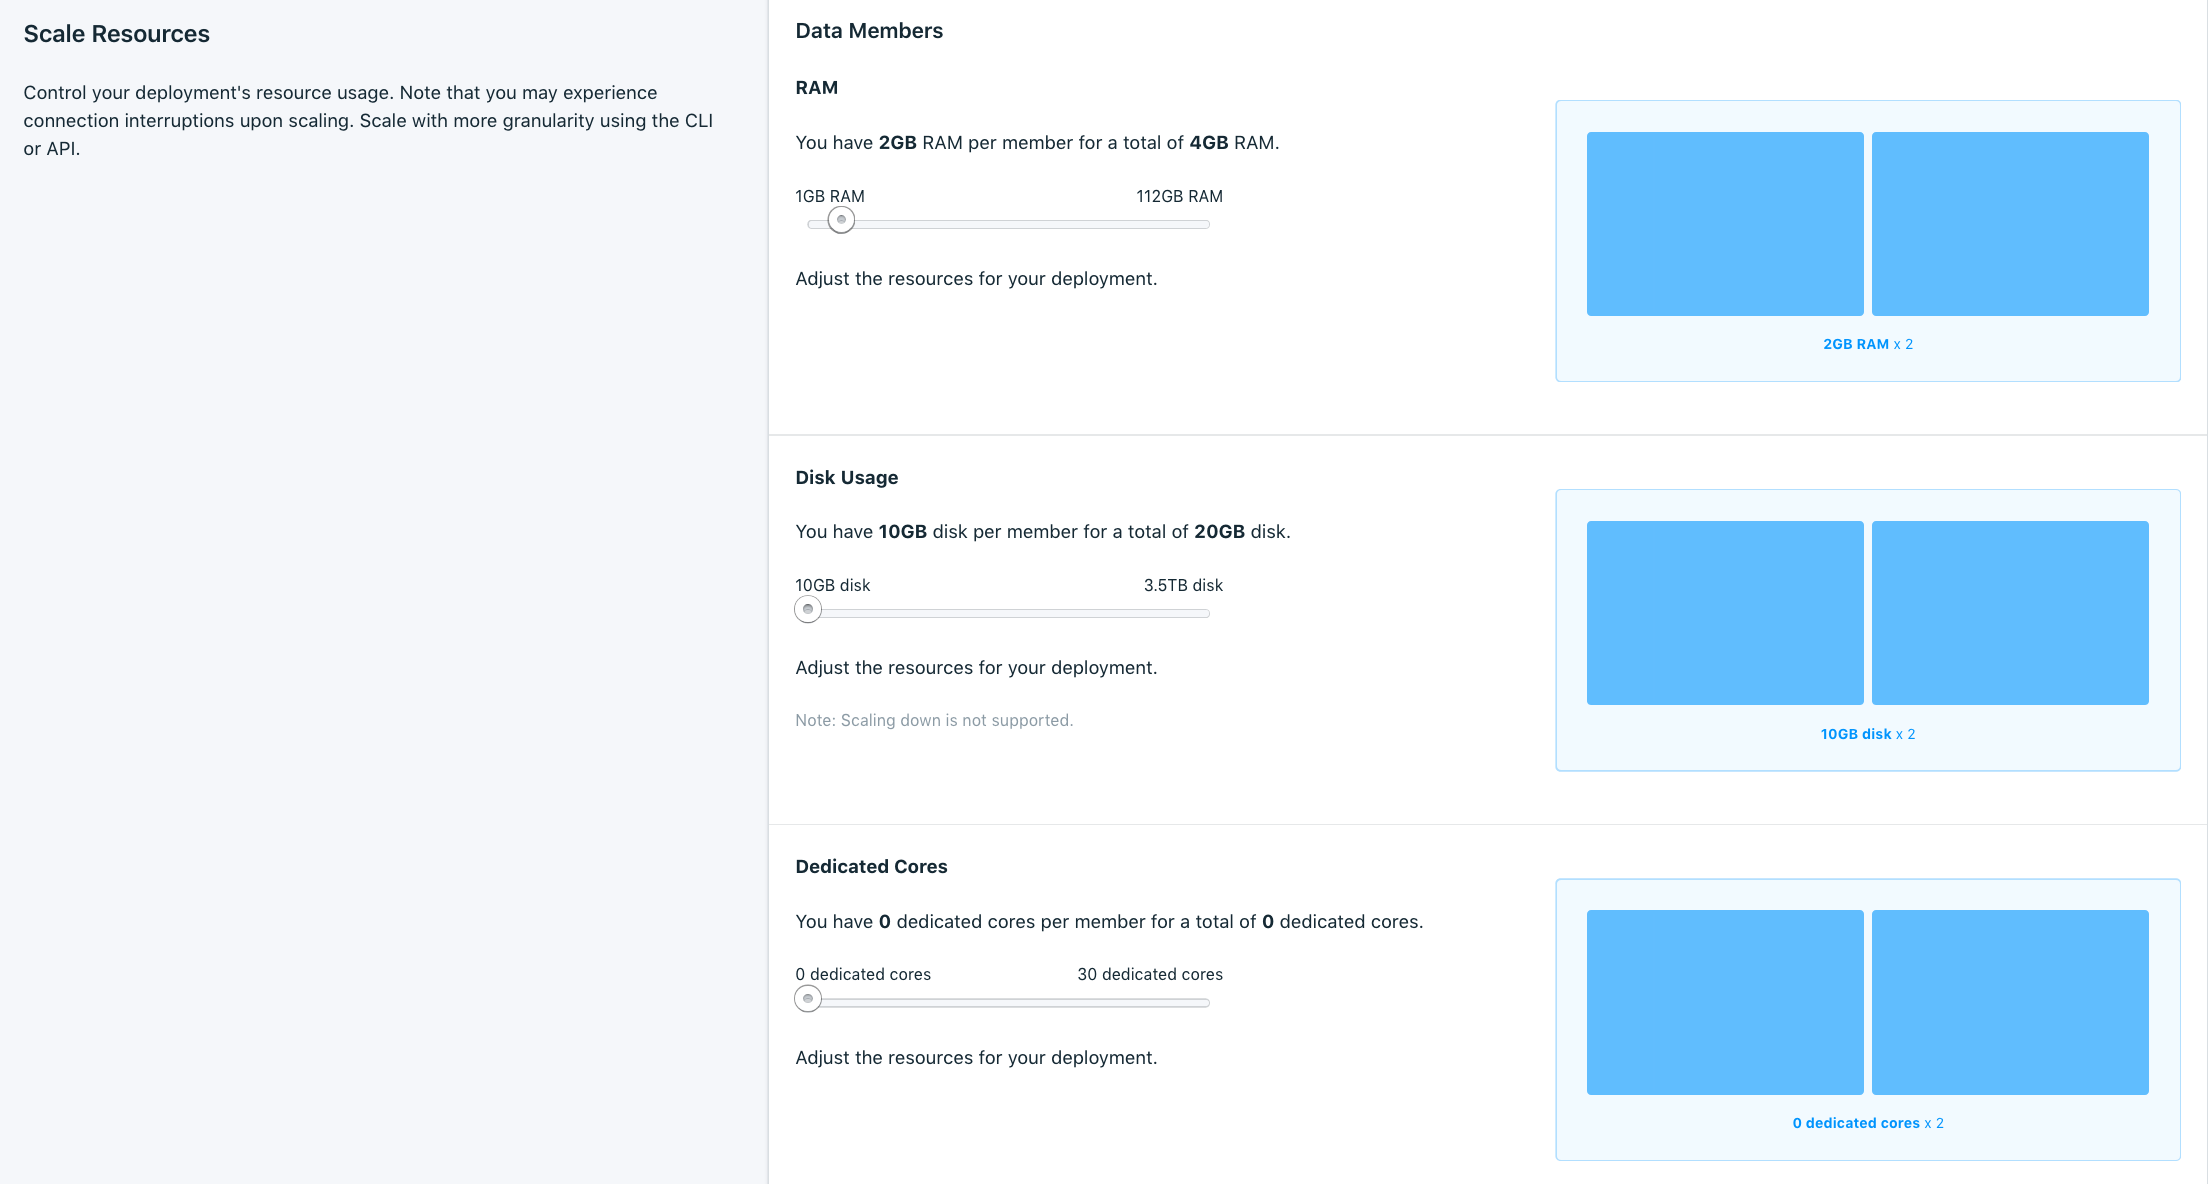 Scale Resources
Control your deployment's resource usage. Note that you may experience
connection interruptions upon scaling. Scale with more granularity using the CLI
or API.
Data Members
RAM
You have 2GB RAM per member for a total of 4GB RAM.
1GB RAM
112GB RAM
Adjust the resources for your deployment.
2GB RAM x 2
Disk Usage
You have 10GB disk per member for a total of 20GB disk.
10GB disk
3.5TB disk
Adjust the resources for your deployment.
Note: Scaling down is not supported.
10GB disk x 2
Dedicated Cores
You have 0 dedicated cores per member for a total of 0 dedicated cores.
0 dedicated cores
30 dedicated cores
Adjust the resources for your deployment.
0 dedicated cores x 2